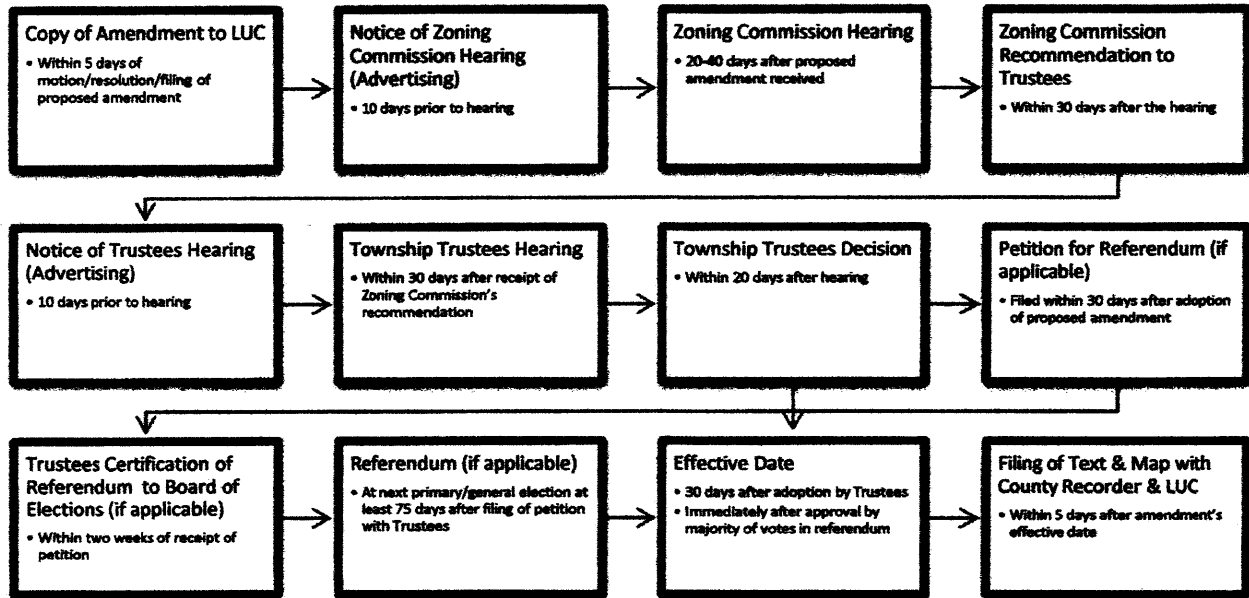 Copy of Amendment to LUC
• Within 5 days of
motion/resolution/filing of
proposed amendment
Notice of Zoning
Commission Hearing
(Advertising)
• 10 days prior to hearing
Zoning Commission Hearing
• 20-40 days after proposed
amendment received
Zoning Commission
Recommendation to
Trustees
• Within 30 days after the hearing
Notice of Trustees Hearing
(Advertising)
• 10 days prior to hearing
Township Trustees Hearing
• Within 30 days after receipt of
Zoning Commission's
recommendation
Township Trustees Decision
• Within 20 days after hearing
Petition for Referendum (if
applicable)
• Filed within 30 days after adoption
of proposed amendment
Trustees Certification of
Referendum to Board of
Elections (if applicable)
• Within two weeks of receipt of
petition
Referendum (if applicable)
• At next primary/general election at
least 75 days after filing of petition
with Trustees
Effective Date
• 30 days after adoption by Trustees
• Immediately after approval by
majority of votes in referendum
Filing of Text & Map with
County Recorder & LUC
• Within 5 days after amendment's
effective date